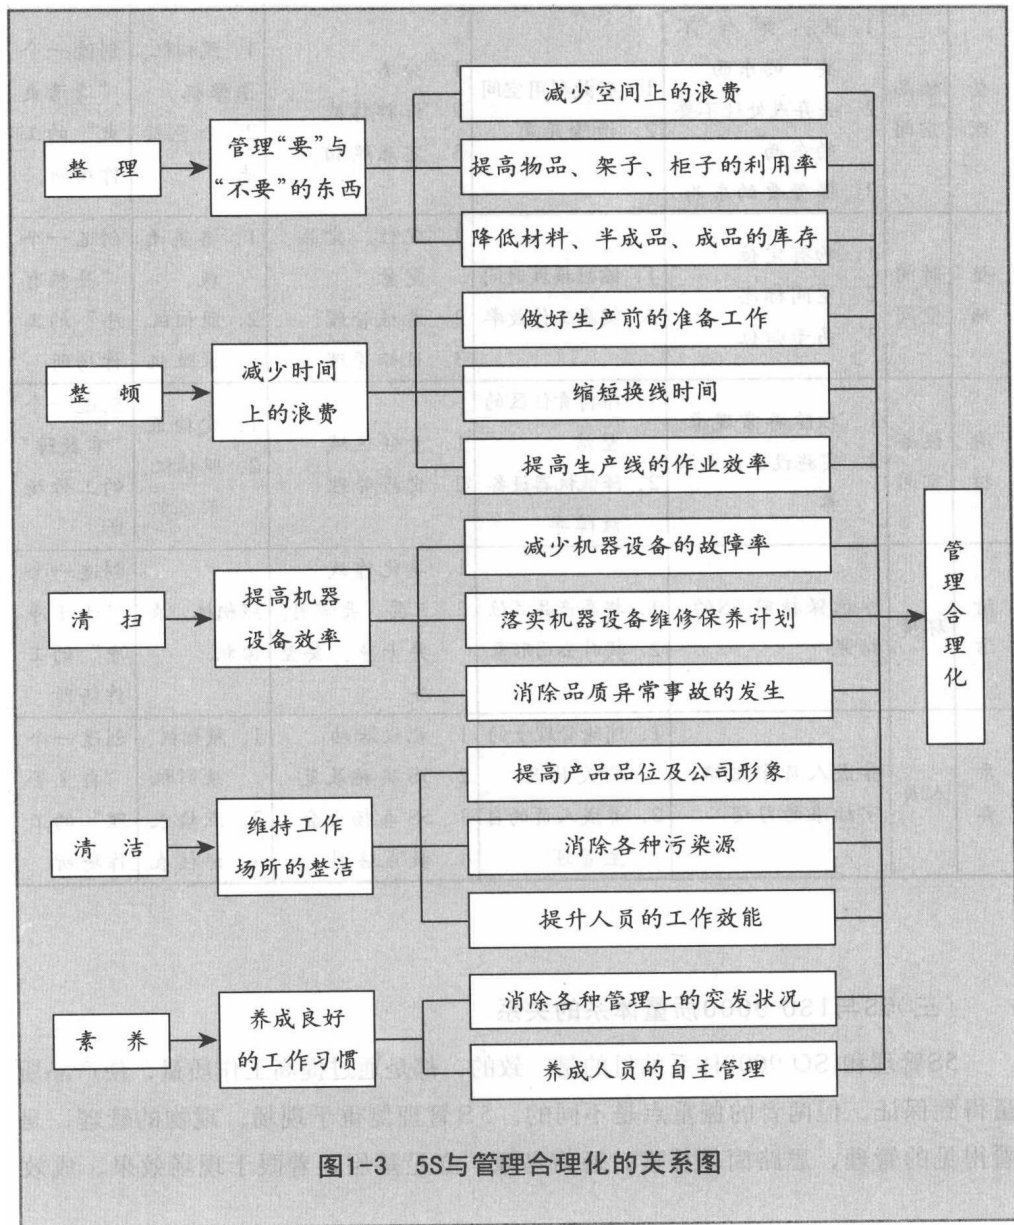 整 理
管理“要”与
“不要”的东西
减少空间上的浪费
提高物品、架子、柜子的利用率
降低材料、半成品、成品的库存
整 顿
减少时间
上的浪费
做好生产前的准备工作
缩短换线时间
提高生产线的作业效率
清 扫
提高机器
设备效率
减少机器设备的故障率
落实机器设备维修保养计划
消除品质异常事故的发生
清 洁
维持工作
场所的整洁
提高产品品位及公司形象
消除各种污染源
提升人员的工作效能
素 养
养成良好
的工作习惯
消除各种管理上的突发状况
养成人员的自主管理
管
理
合
理
化
图1-3 5S与管理合理化的关系图